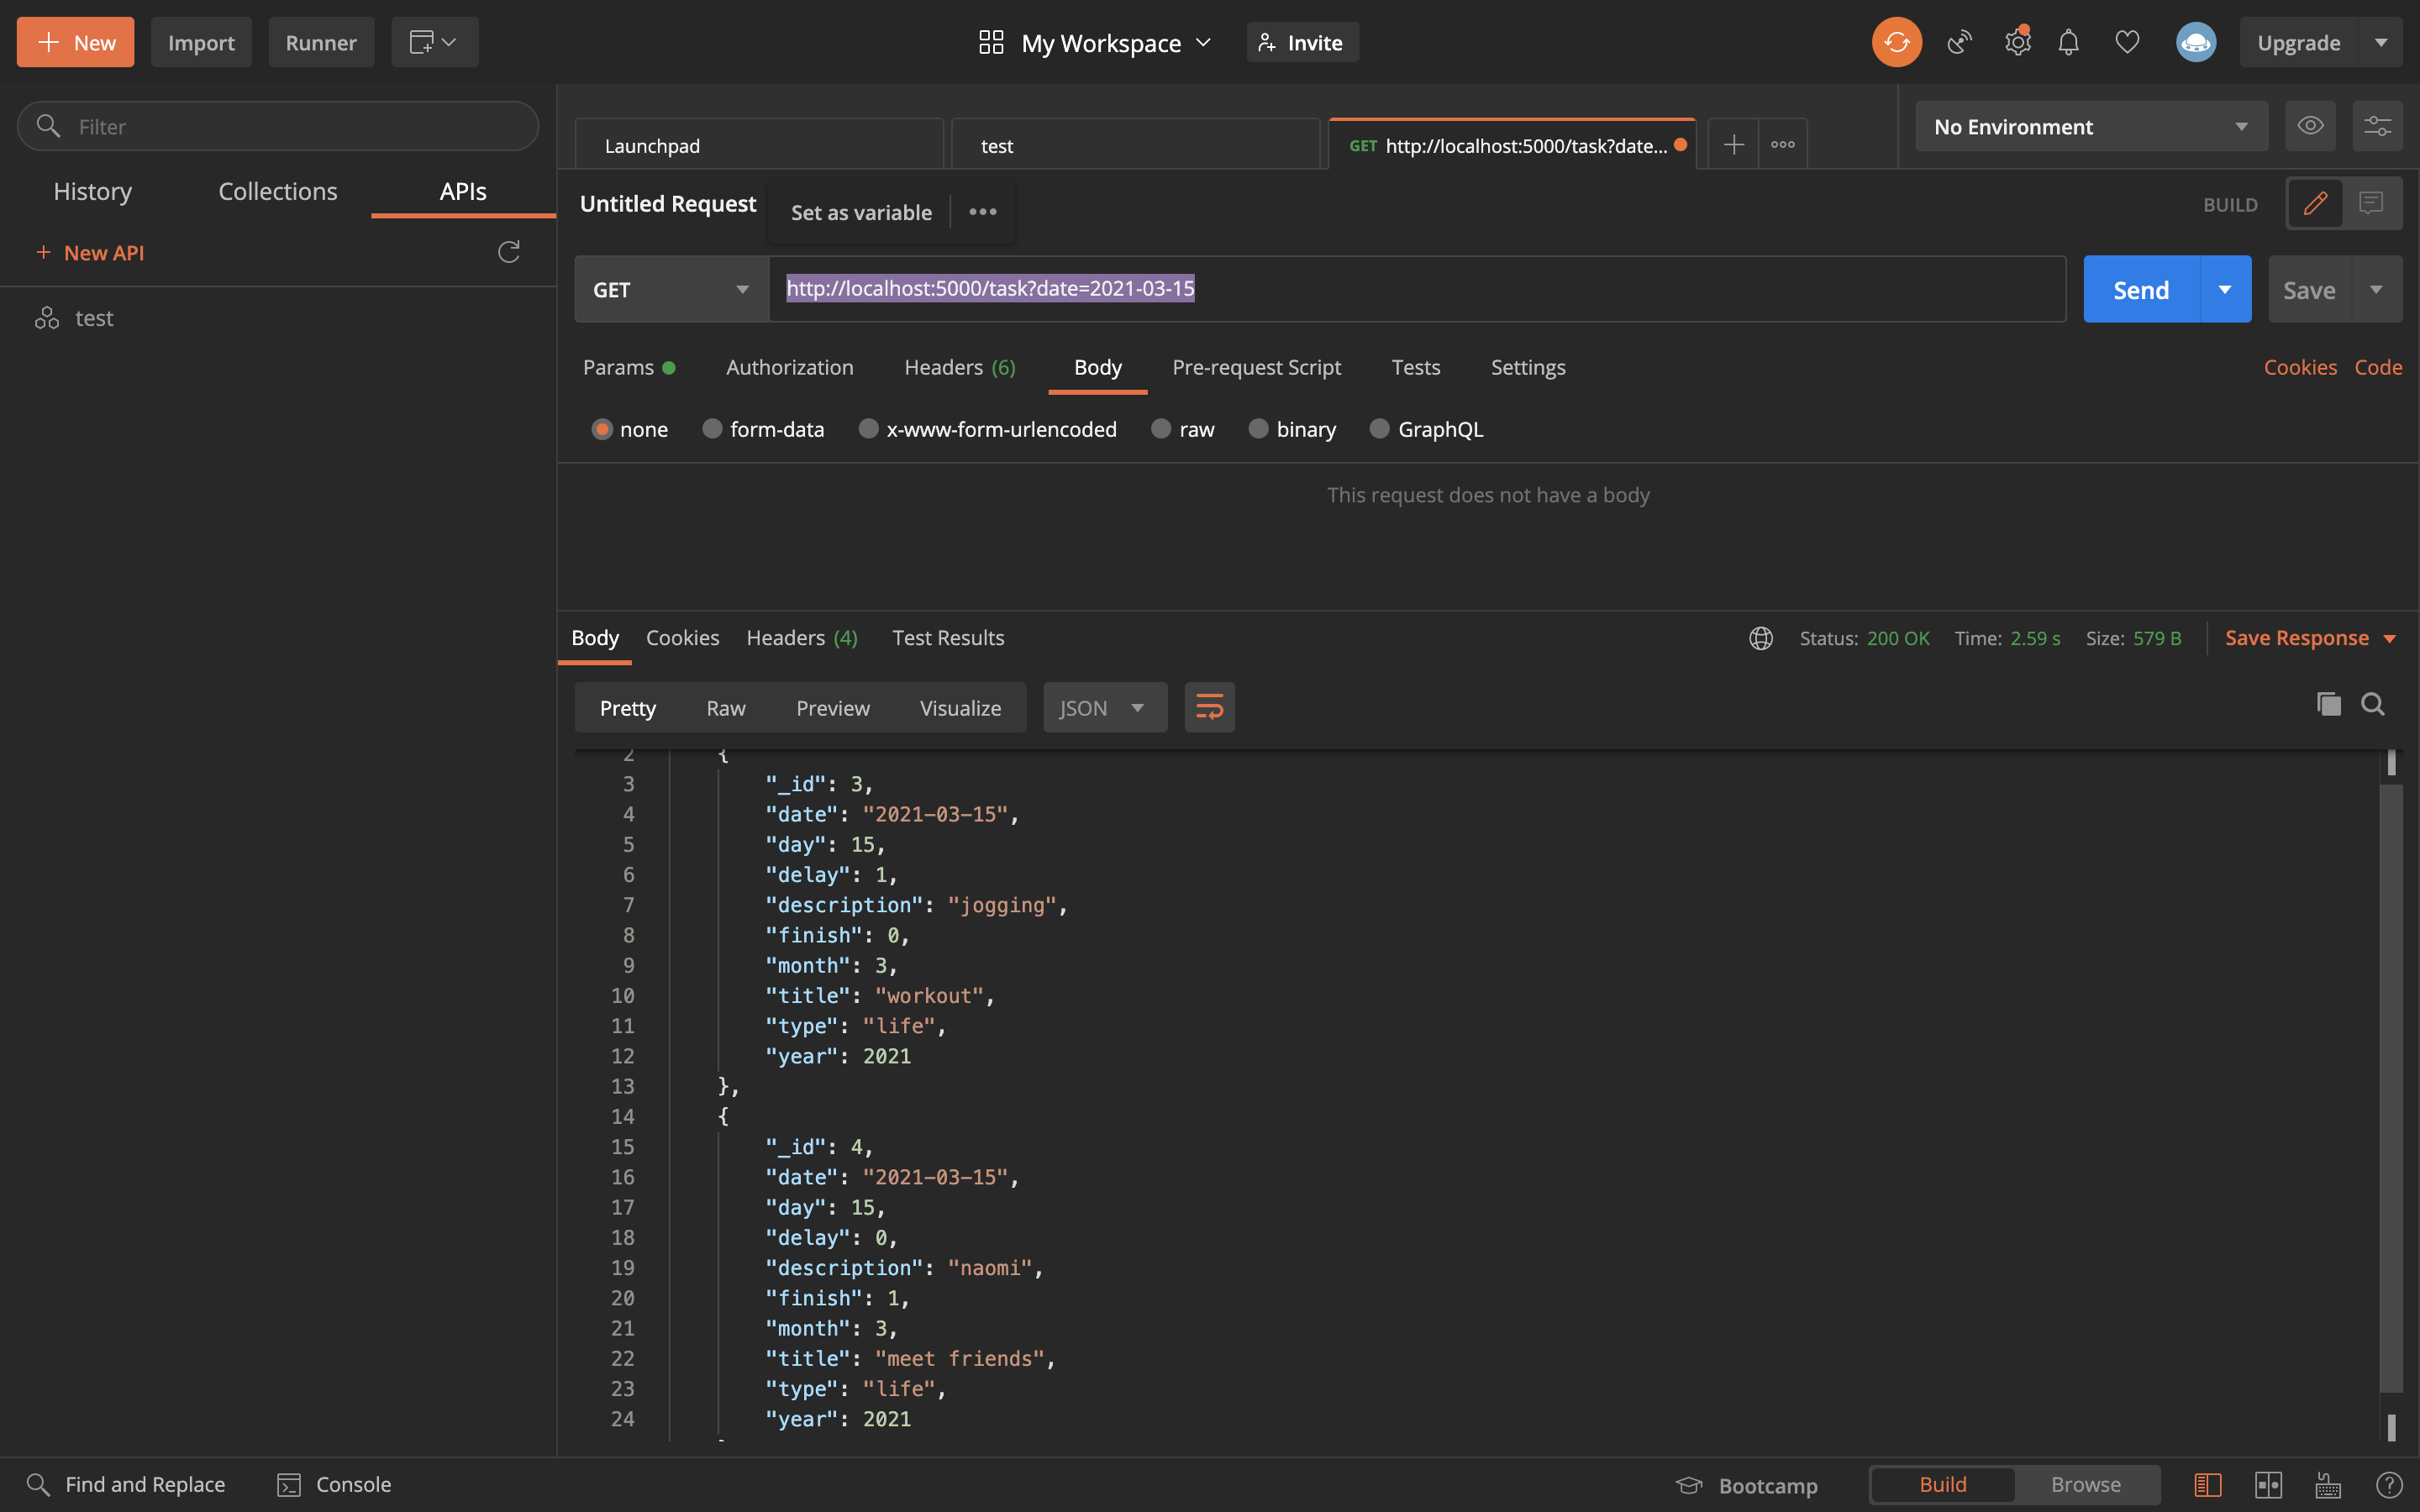 New Import Runner My Workspace Invite Upgrade
Filter
History Collections APIs
New API
test
Launchpad test GET http://localhost:5000/task?date... No Environment
Untitled Request Set as variable BUILD
GET http://localhost:5000/task?date=2021-03-15 Send Save
Params Authorization Headers (6) Body Pre-request Script Tests Settings Cookies Code
none form-data x-www-form-urlencoded raw binary GraphQL
This request does not have a body
Body Cookies Headers (4) Test Results Status: 200 OK Time: 2.59 s Size: 579 B Save Response
Pretty Raw Preview Visualize JSON
2 {
3 "_id": 3,
4 "date": "2021-03-15",
5 "day": 15,
6 "delay": 1,
7 "description": "jogging",
8 "finish": 0,
9 "month": 3,
10 "title": "workout",
11 "type": "life",
12 "year": 2021
13 },
14 {
15 "_id": 4,
16 "date": "2021-03-15",
17 "day": 15,
18 "delay": 0,
19 "description": "naomi",
20 "finish": 1,
21 "month": 3,
22 "title": "meet friends",
23 "type": "life",
24 "year": 2021
Find and Replace Console Bootcamp Build Browse